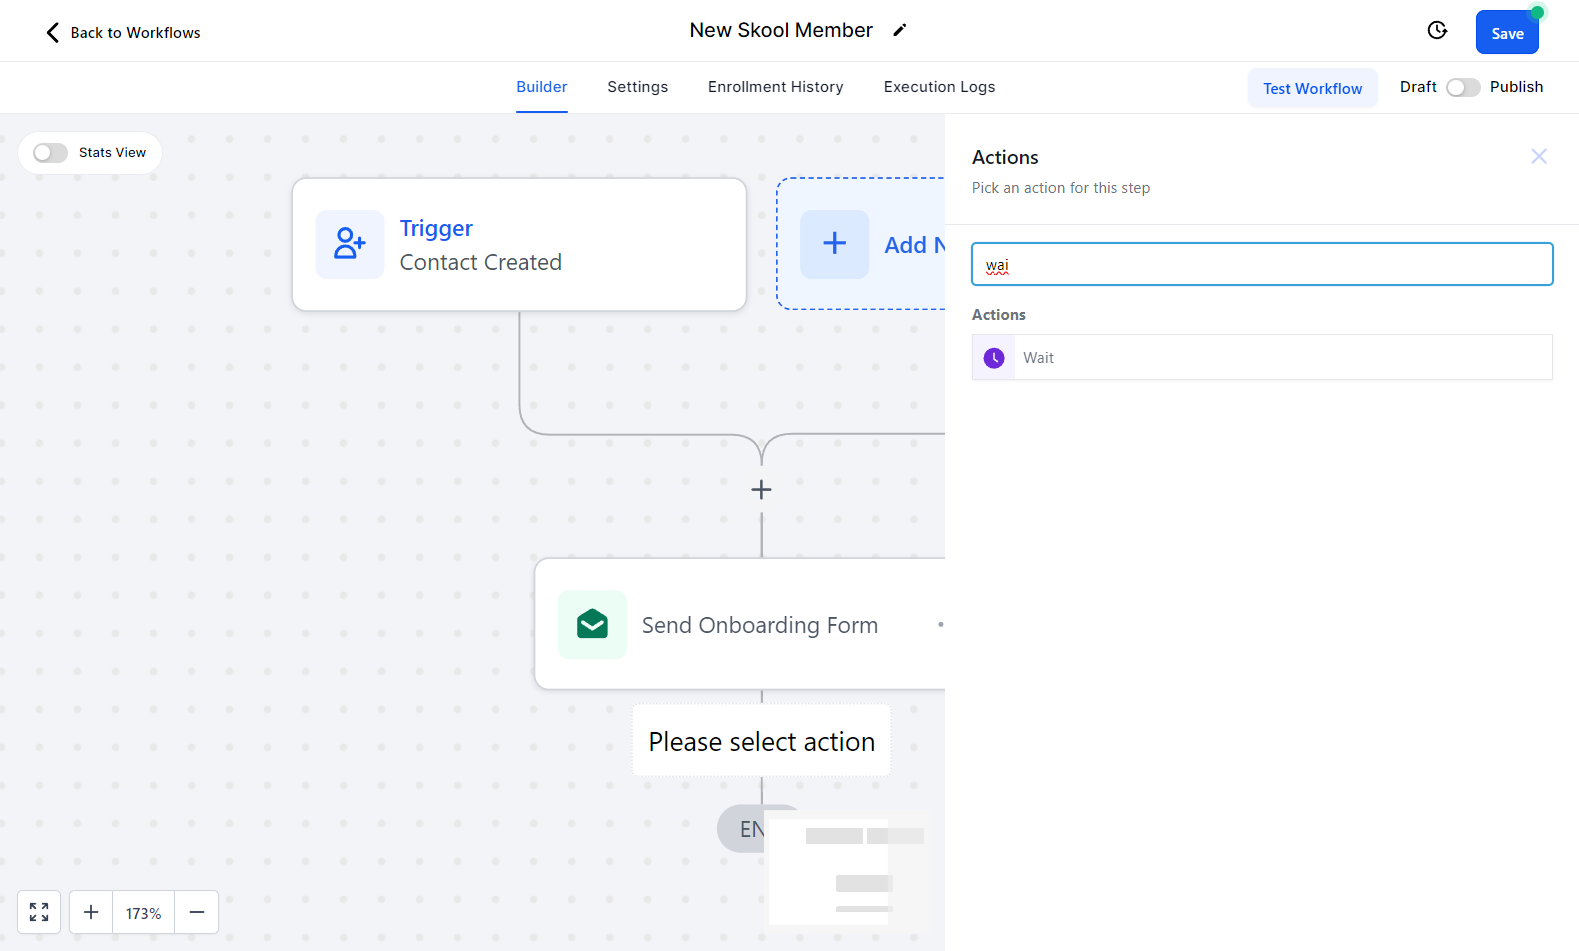 Back to Workflows
New Skool Member
Save
Builder
Settings
Enrollment History
Execution Logs
Test Workflow
Draft
Publish
Stats View
Trigger
Contact Created
Add N
Actions
Pick an action for this step
wai
Actions
Wait
Send Onboarding Form
Please select action
EN
173%